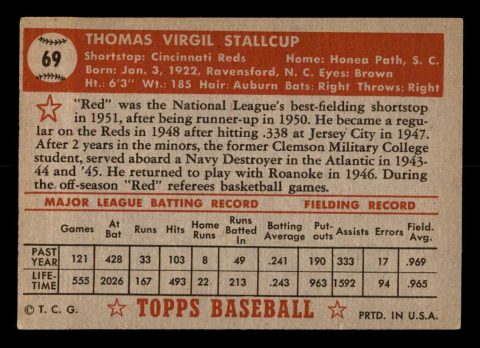 69
THOMAS VIRGIL STALLCUP
Shortstop: Cincinnati Reds Home: Honea Path, S. C.
Born: Jan. 3, 1922, Ravensford, N. C. Eyes: Brown
Ht.: 6'3" Wt.: 185 Hair: Auburn Bats: Right Throws: Right
"Red" was the National League's best-fielding shortstop
in 1951, after being runner-up in 1950. He became a regu-
lar on the Reds in 1948 after hitting .338 at Jersey City in 1947.
After 2 years in the minors, the former Clemson Military College
student, served aboard a Navy Destroyer in the Atlantic in 1943-
44 and '45. He returned to play with Roanoke in 1946. During
the off-season "Red" referees basketball games.
MAJOR LEAGUE BATTING RECORD FIELDING RECORD
Games At Bat Runs Hits Home Runs Runs Batted In Batting Average Put-outs Assists Errors Field. Avg.
PAST YEAR 121 428 33 103 8 49 .241 190 333 17 .969
LIFE-TIME 555 2026 167 493 22 213 .243 963 1592 94 .965
© T. C. G. TOPPS BASEBALL PRTD. IN U.S.A.